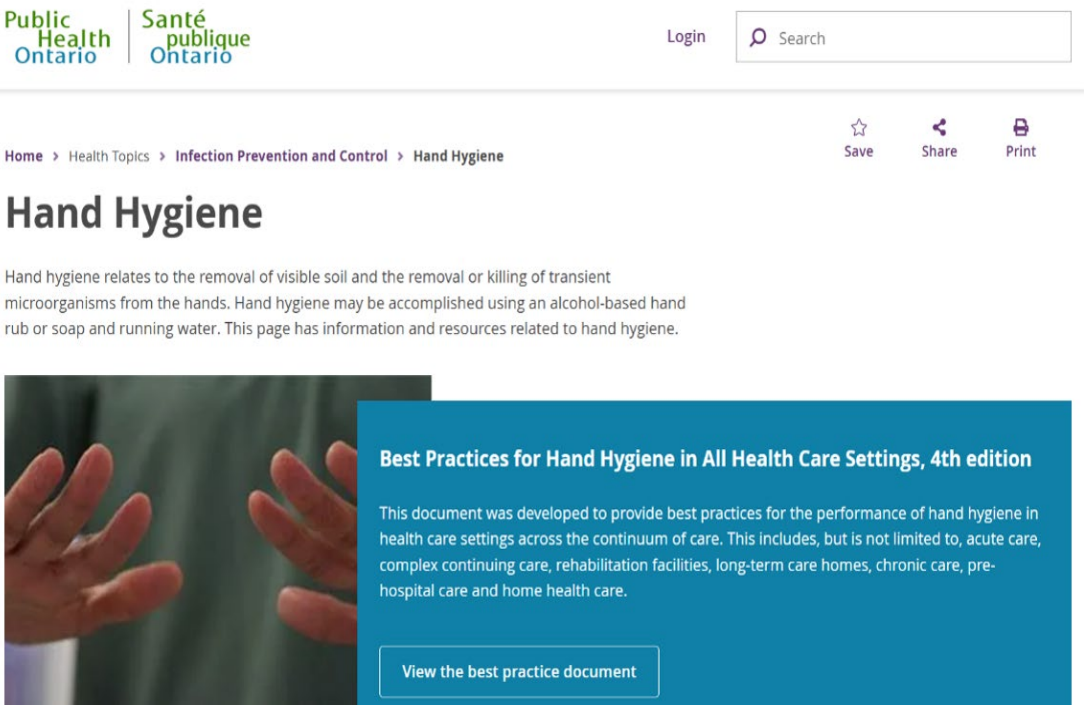 Public
Health
Ontario
Santé
publique
Ontario
Login
Search
Save
Share
Print
Home > Health Topics > Infection Prevention and Control > Hand Hygiene
Hand Hygiene
Hand hygiene relates to the removal of visible soil and the removal or killing of transient
microorganisms from the hands. Hand hygiene may be accomplished using an alcohol-based hand
rub or soap and running water. This page has information and resources related to hand hygiene.
Best Practices for Hand Hygiene in All Health Care Settings, 4th edition
This document was developed to provide best practices for the performance of hand hygiene in
health care settings across the continuum of care. This includes, but is not limited to, acute care,
complex continuing care, rehabilitation facilities, long-term care homes, chronic care, pre-
hospital care and home health care.
View the best practice document